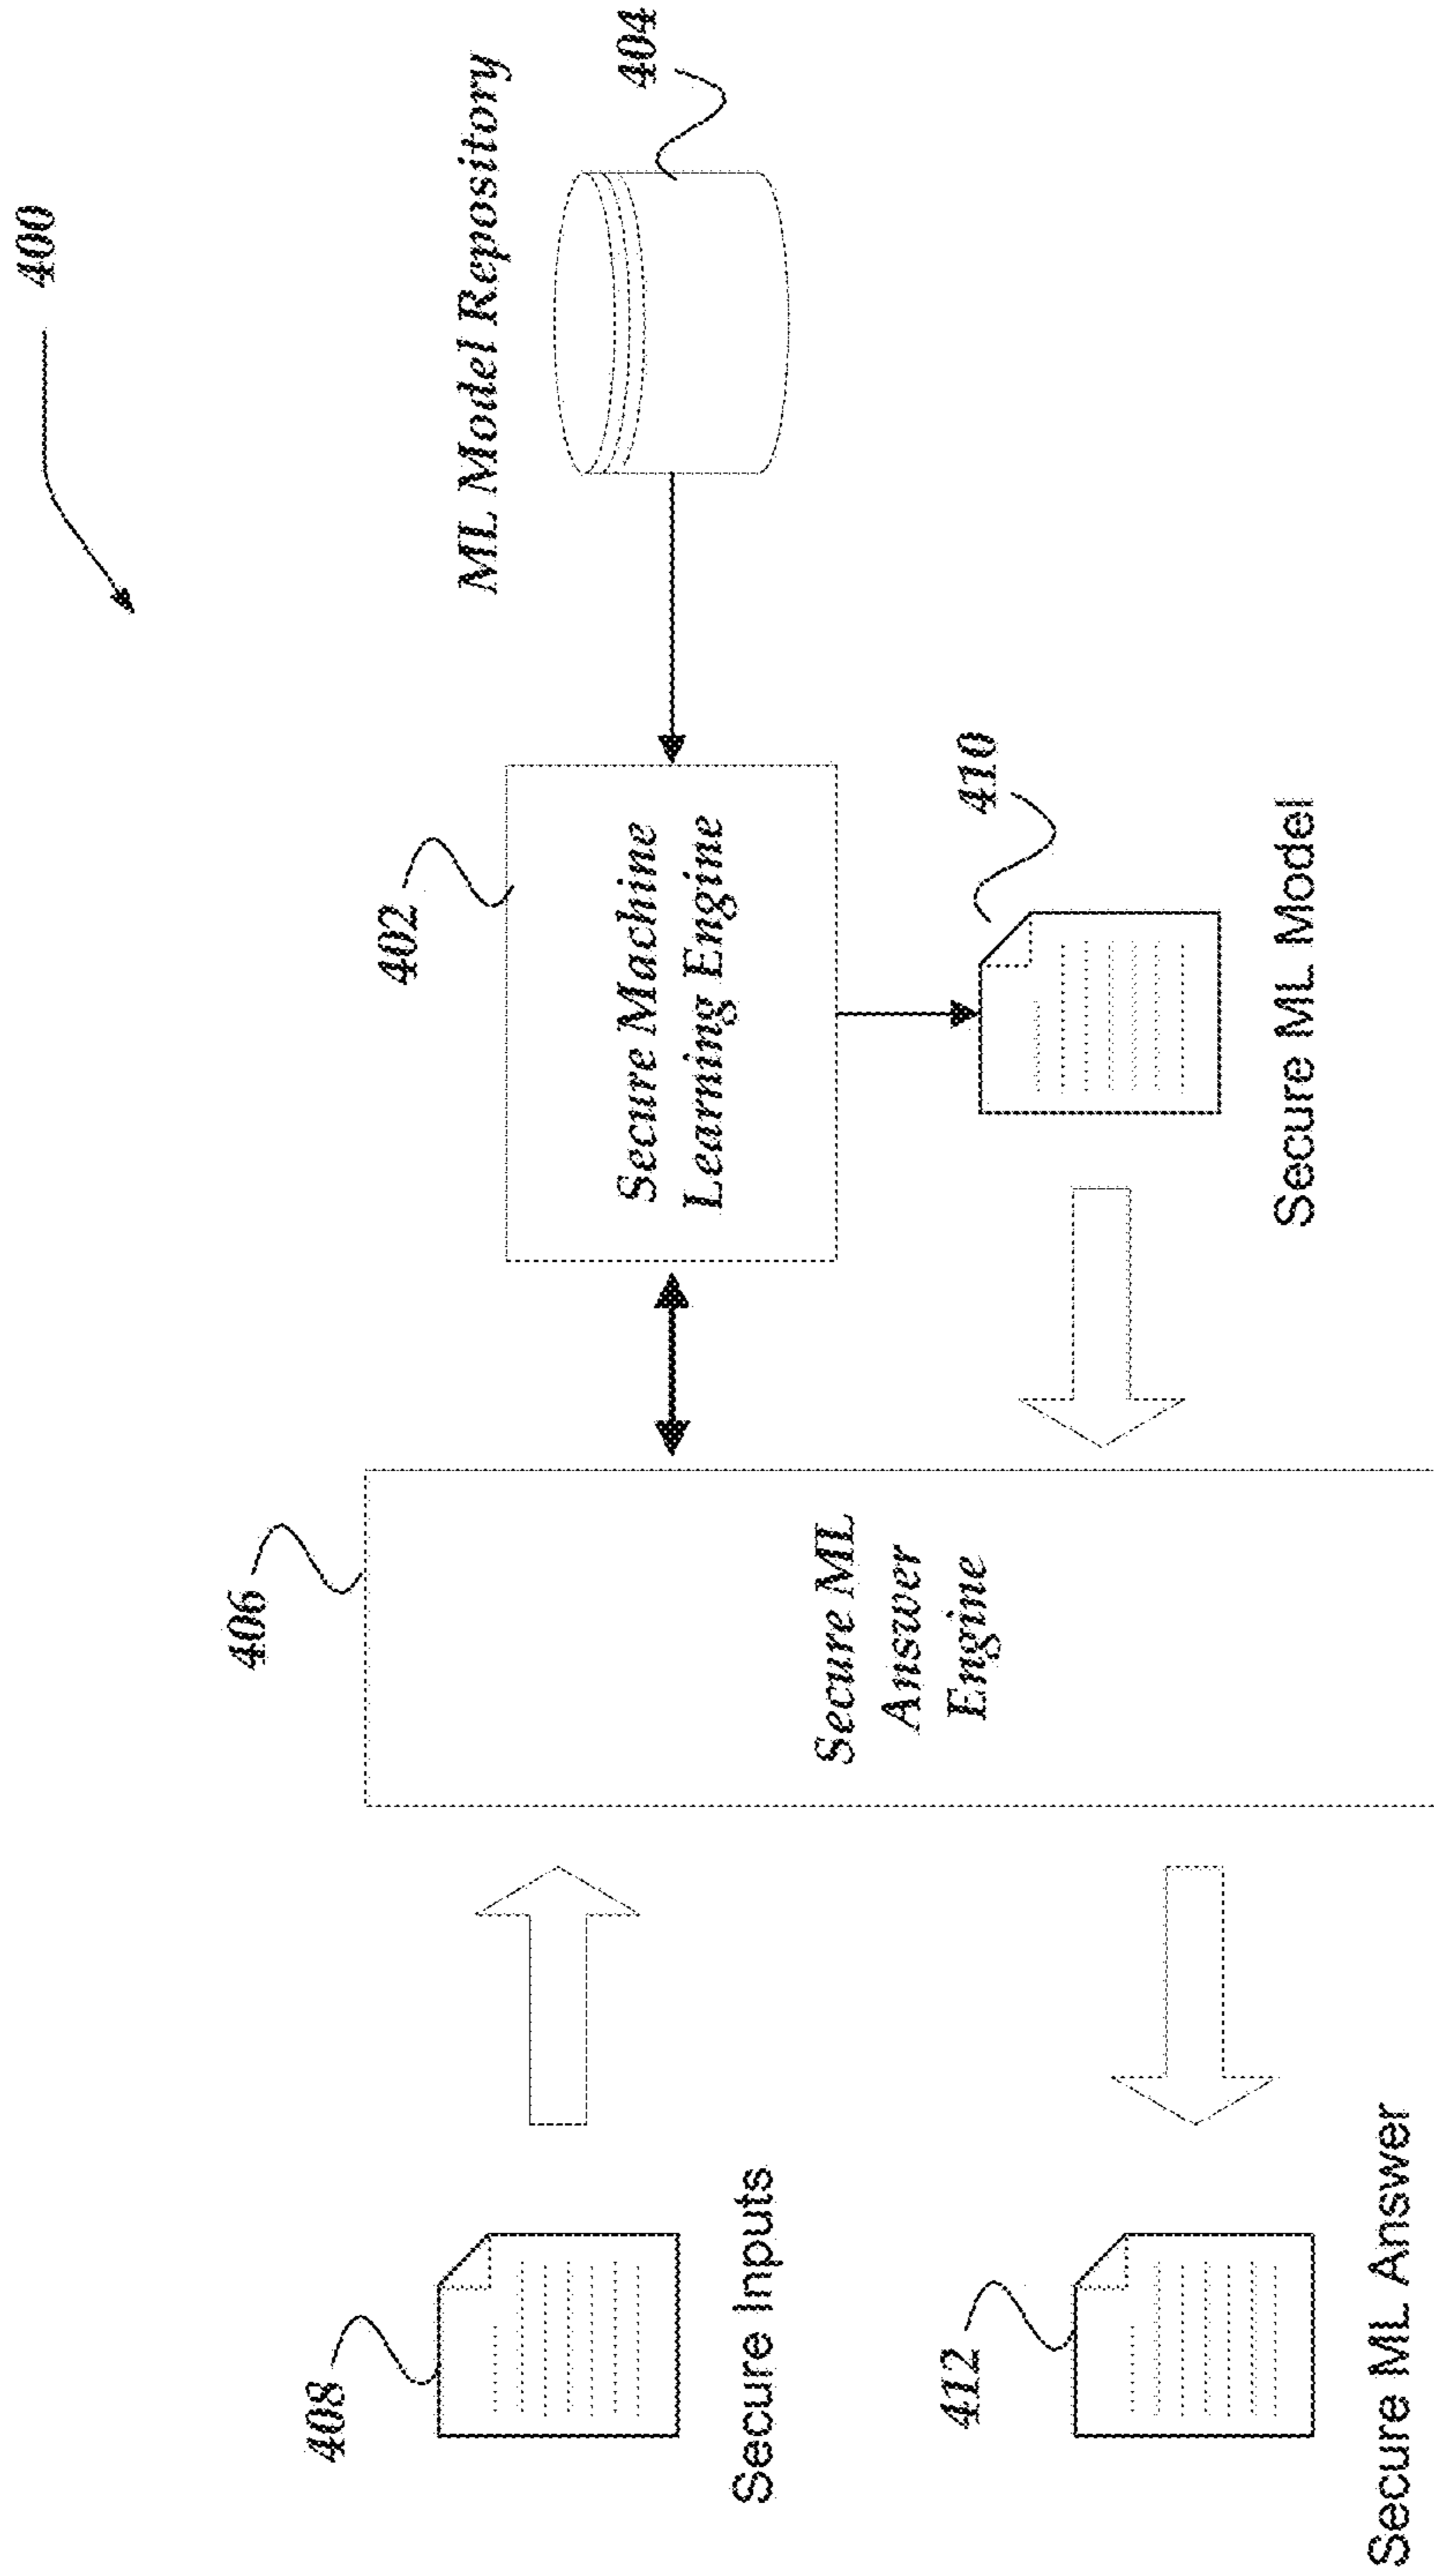 400
ML Model Repository
404
402
Secure Machine
Learning Engine
410
Secure ML Model
406
Secure ML
Answer
Engine
408
Secure Inputs
412
Secure ML Answer